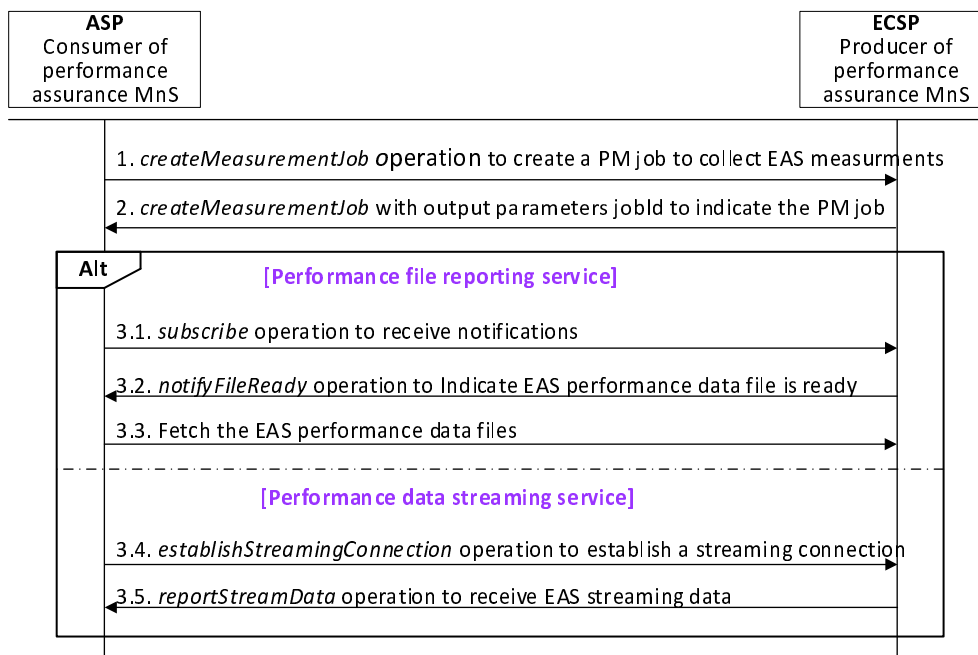 ASP
Consumer of
performance
assurance MnS
ECSP
Producer of
performance
assurance MnS
1. createMeasurementJob operation to create a PM job to collect EAS measurments
2. createMeasurementJob with output parameters jobId to indicate the PM job
Alt
[Performance file reporting service]
3.1. subscribe operation to receive notifications
3.2. notifyFileReady operation to Indicate EAS performance data file is ready
3.3. Fetch the EAS performance data files
[Performance data streaming service]
3.4. establishStreamingConnection operation to establish a streaming connection
3.5. reportStreamData operation to receive EAS streaming data